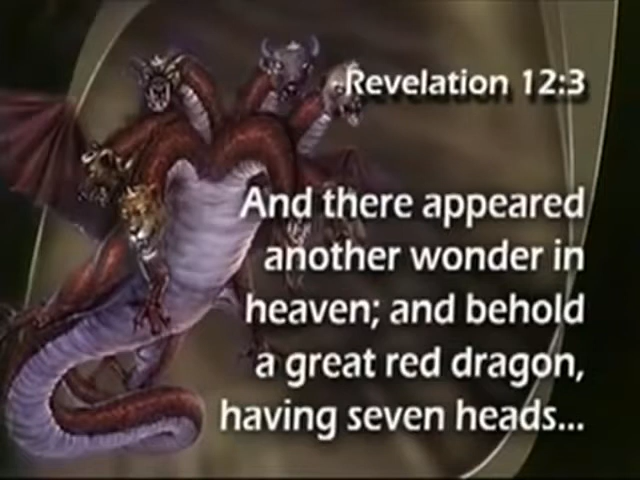 Revelation 12:3
And there appeared
another wonder in
heaven; and behold
a great red dragon,
having seven heads...